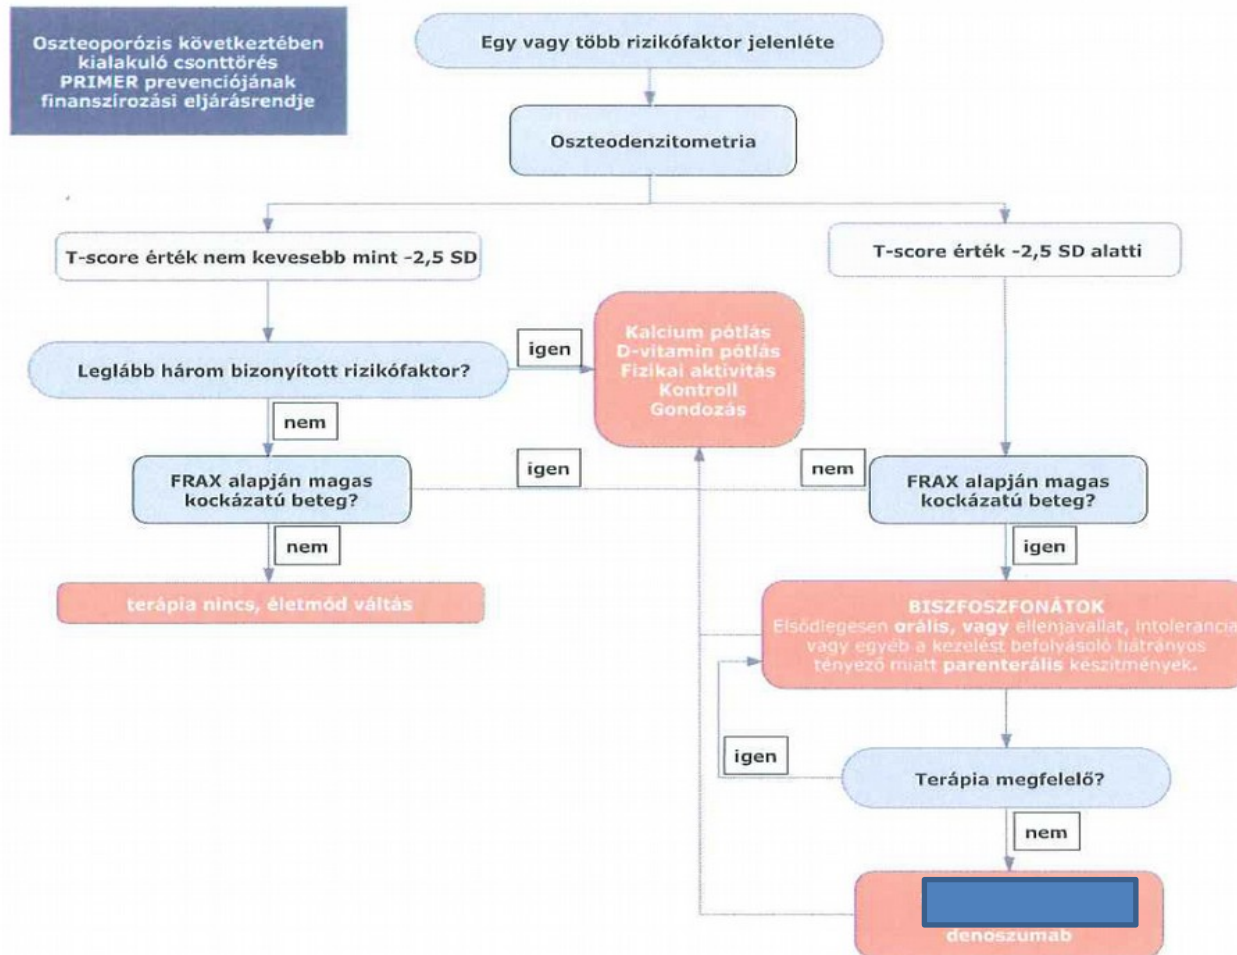 Oszteoporózis következtében
kialakuló csonttörés
PRIMER prevenciójának
finanszírozási eljárásrendje
Egy vagy több rizikófaktor jelenléte
Oszteodenzitometria
T-score érték nem kevesebb mint -2,5 SD
T-score érték -2,5 SD alatti
Leglább három bizonyított rizikófaktor?
igen
Kalcium pótlás
D-vitamin pótlás
Fizikai aktivitás
Kontroll
Gondozás
nem
FRAX alapján magas
kockázatú beteg?
igen
nem
FRAX alapján magas
kockázatú beteg?
nem
igen
terápia nincs, életmód váltás
BISZFOSZFONÁTOK
Elsődlegesen orális, vagy ellenjavallat, intolerancia
vagy egyéb a kezelést befolyásoló hátrányos
tényező miatt parenterális készítmények.
igen
Terápia megfelelő?
nem
denoszumab